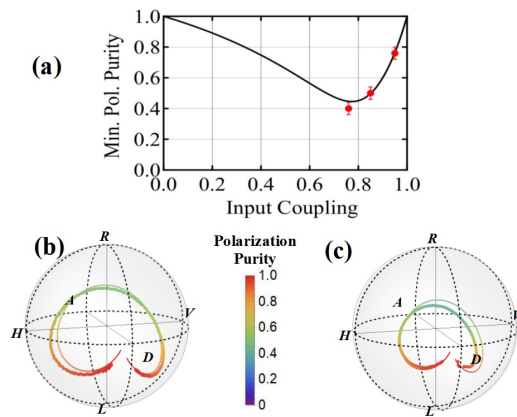 (a)
Min. Pol. Purity
1.0
0.8
0.6
0.4
0.2
0.0
0.0 0.2 0.4 0.6 0.8 1.0
Input Coupling
(b)
R
A
V
H
D
L
Polarization
Purity
1.0
0.8
0.6
0.4
0.2
0
(c)
R
A
V
H
D
L